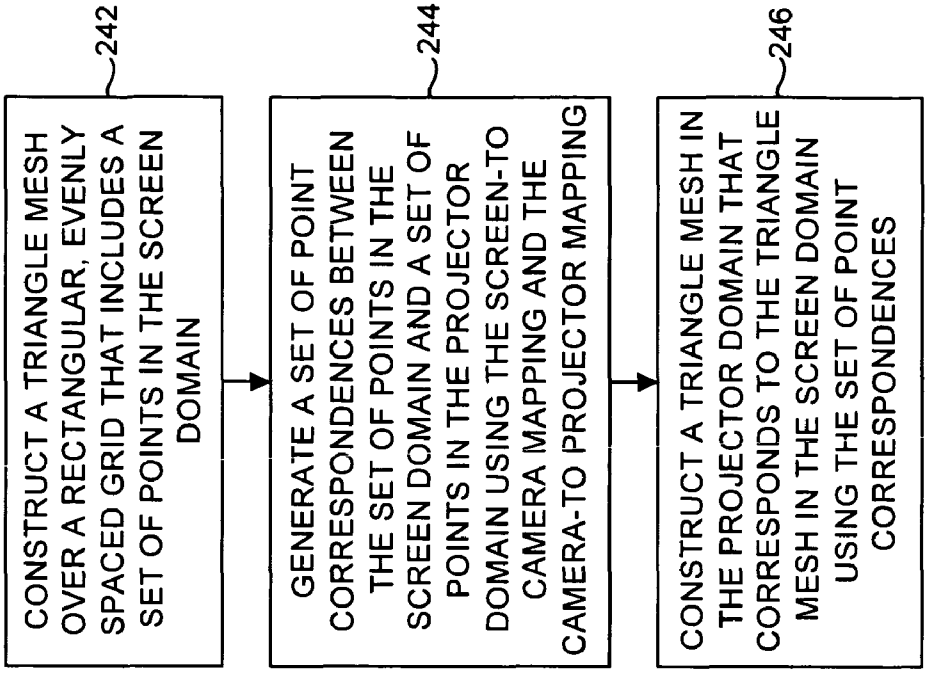 CONSTRUCT A TRIANGLE MESH
OVER A RECTANGULAR, EVENLY
SPACED GRID THAT INCLUDES A
SET OF POINTS IN THE SCREEN
DOMAIN
242
GENERATE A SET OF POINT
CORRESPONDENCES BETWEEN
THE SET OF POINTS IN THE
SCREEN DOMAIN AND A SET OF
POINTS IN THE PROJECTOR
DOMAIN USING THE SCREEN-TO
CAMERA MAPPING AND THE
CAMERA-TO PROJECTOR MAPPING
244
CONSTRUCT A TRIANGLE MESH IN
THE PROJECTOR DOMAIN THAT
CORRESPONDS TO THE TRIANGLE
MESH IN THE SCREEN DOMAIN
USING THE SET OF POINT
CORRESPONDENCES
246